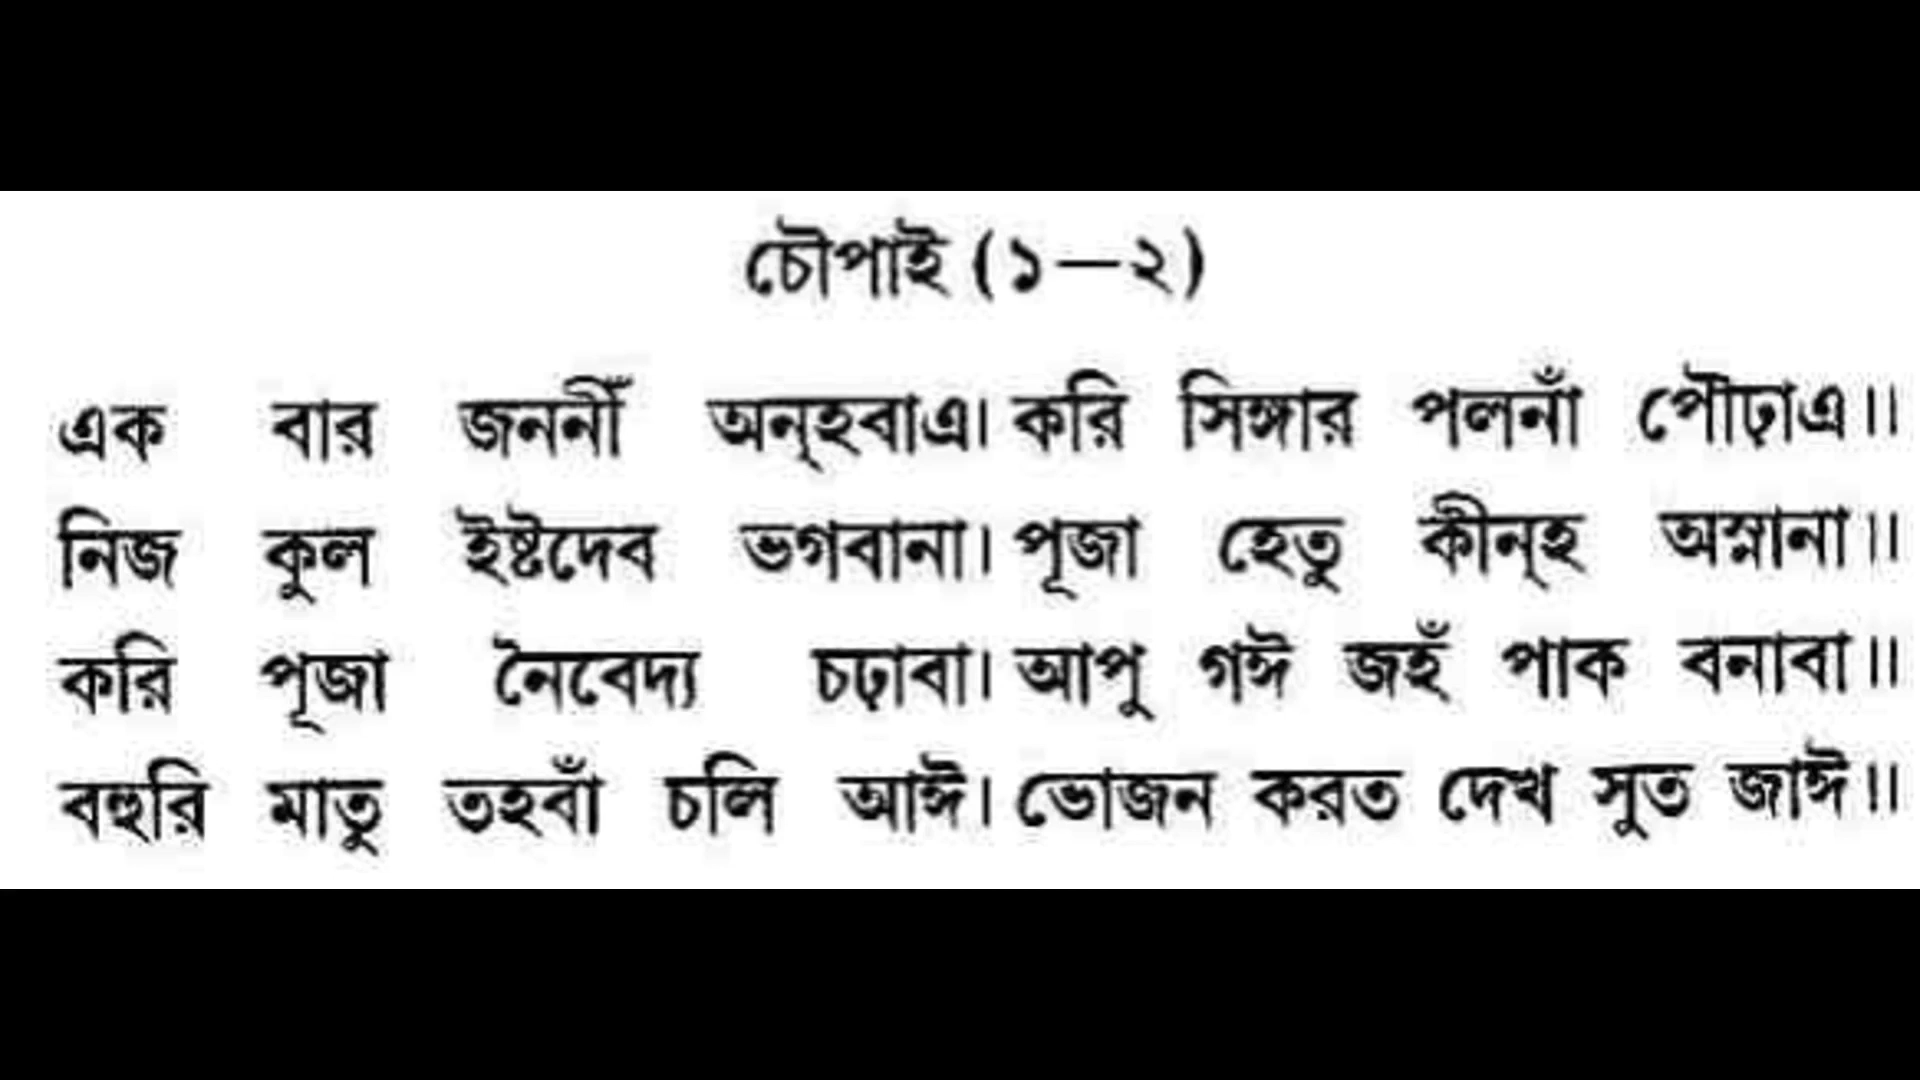 চৌপাই (১—২)
এক বার জননীঁ অন্‌হবাএ। করি সিঙ্গার পলনাঁ পৌঢ়াএ॥
নিজ কুল ইষ্টদেব ভগবানা। পূজা হেতু কীন্‌হ অস্নানা॥
করি পূজা নৈবেদ্য চঢ়াবা। আপু গঈ জহঁ পাক বনাবা॥
বহুরি মাতু তহবাঁ চলি আঈ। ভোজন করত দেখ সুত জাঈ॥